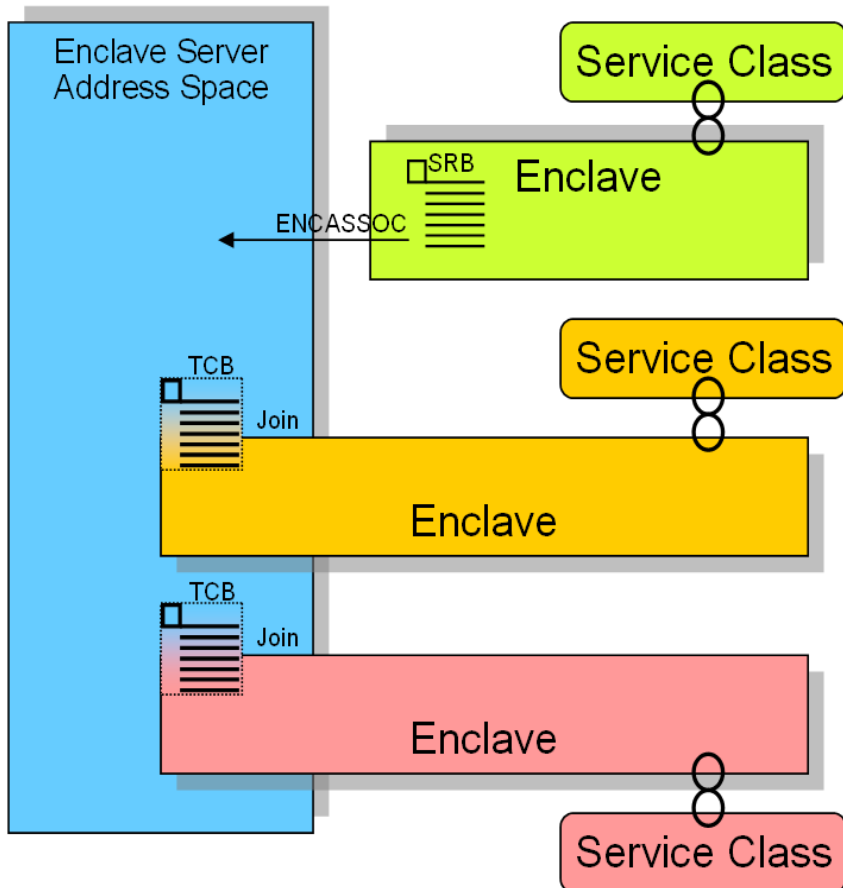 Enclave Server
Address Space
Service Class
SRB
Enclave
ENCASSOC
Service Class
TCB
Join
Enclave
TCB
Join
Enclave
Service Class